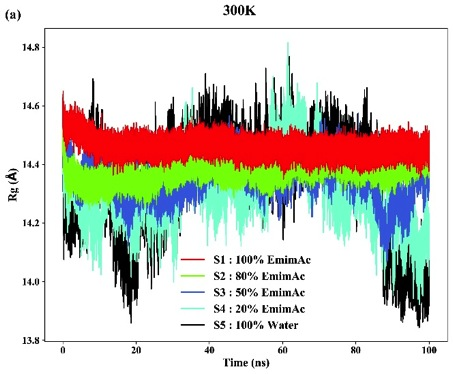 (a)
300K
14.8
14.6
14.4
14.2
14.0
13.8
Rg (Å)
S1 : 100% EmimAc
S2 : 80% EmimAc
S3 : 50% EmimAc
S4 : 20% EmimAc
S5 : 100% Water
0 20 40 60 80 100
Time (ns)